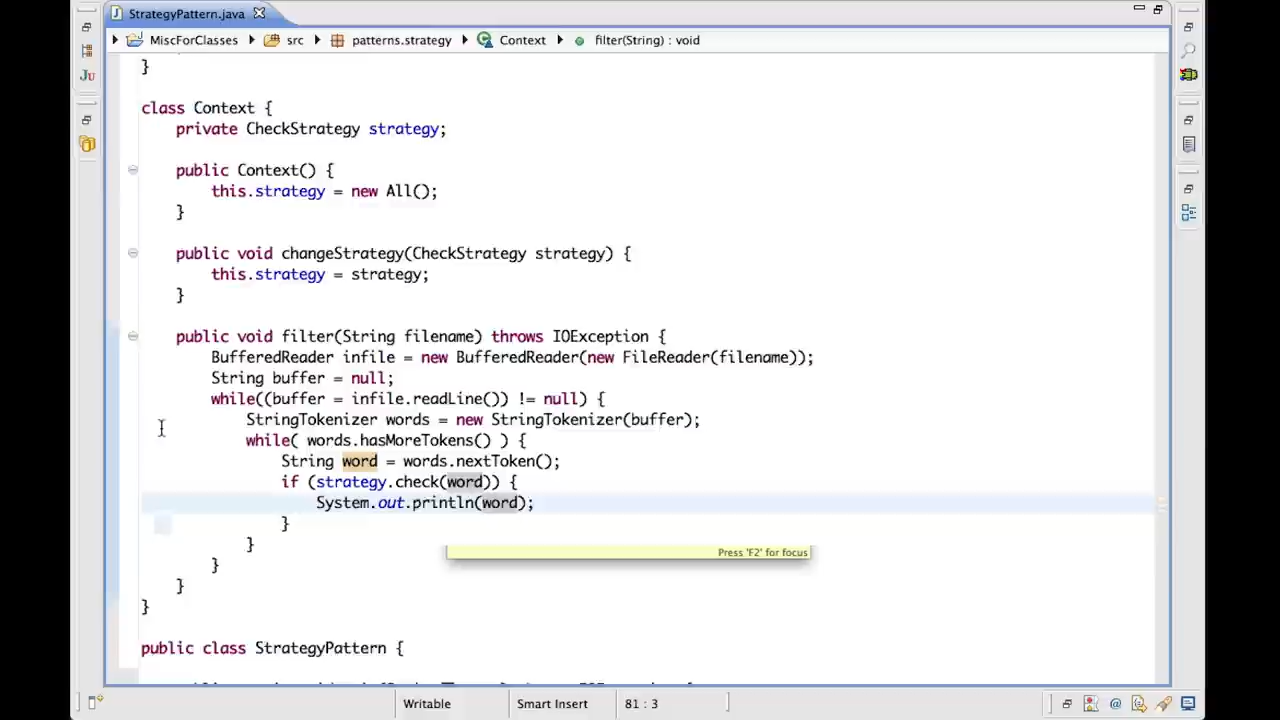 StrategyPattern.java
MiscForClasses src patterns.strategy Context filter(String) : void
}
class Context {
private CheckStrategy strategy;
public Context() {
this.strategy = new All();
}
public void changeStrategy(CheckStrategy strategy) {
this.strategy = strategy;
}
public void filter(String filename) throws IOException {
BufferedReader infile = new BufferedReader(new FileReader(filename));
String buffer = null;
while((buffer = infile.readLine()) != null) {
StringTokenizer words = new StringTokenizer(buffer);
while( words.hasMoreTokens() ) {
String word = words.nextToken();
if (strategy.check(word)) {
System.out.println(word);
}
}
Press 'F2' for focus
}
}
}
public class StrategyPattern {
Writable Smart Insert 81 : 3